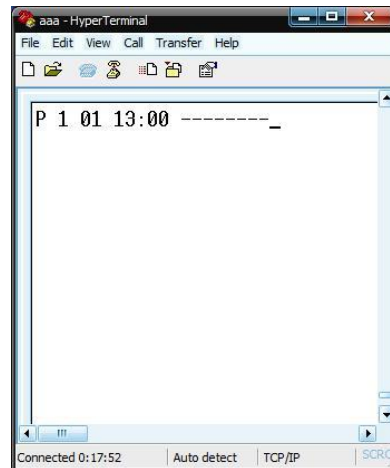 aaa - HyperTerminal
File Edit View Call Transfer Help
P 1 01 13:00 --------_
Connected 0:17:52 Auto detect TCP/IP SCRO